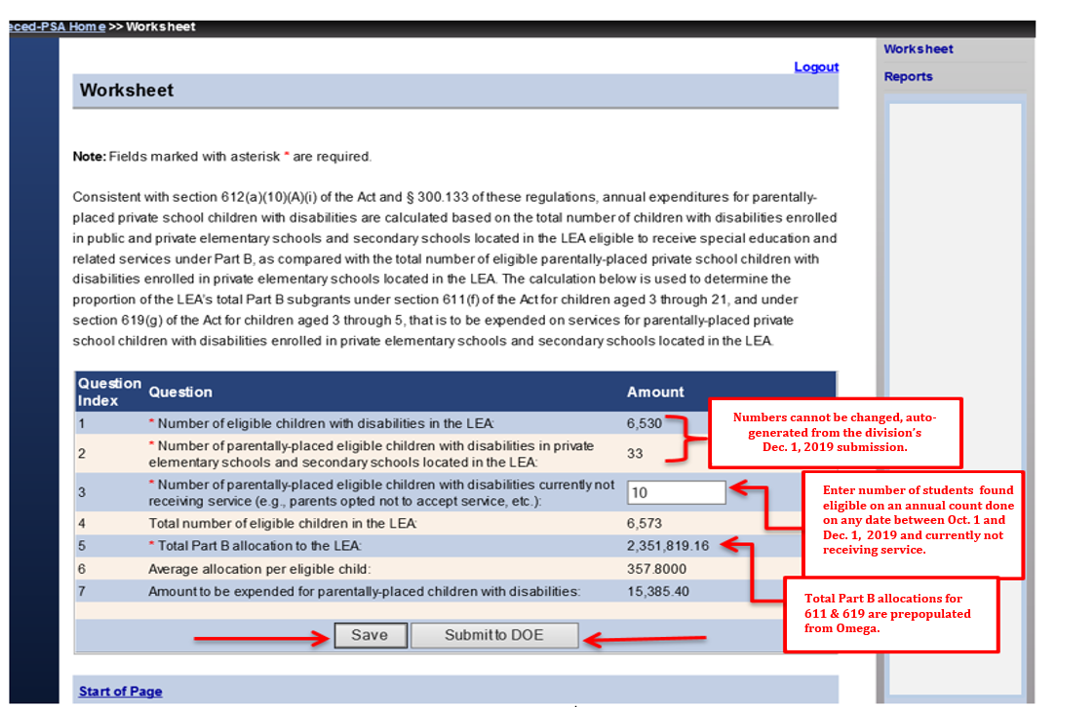 eced-PSA Home >> Worksheet
Worksheet
Reports
Logout
Worksheet
Note: Fields marked with asterisk * are required.
Consistent with section 612(a)(10)(A)(i) of the Act and § 300.133 of these regulations, annual expenditures for parentally-
placed private school children with disabilities are calculated based on the total number of children with disabilities enrolled
in public and private elementary schools and secondary schools located in the LEA eligible to receive special education and
related services under Part B, as compared with the total number of eligible parentally-placed private school children with
disabilities enrolled in private elementary schools located in the LEA. The calculation below is used to determine the
proportion of the LEA's total Part B subgrants under section 611(f) of the Act for children aged 3 through 21, and under
section 619(g) of the Act for children aged 3 through 5, that is to be expended on services for parentally-placed private
school children with disabilities enrolled in private elementary schools and secondary schools located in the LEA.
Question
Index
Question
Amount
1 * Number of eligible children with disabilities in the LEA: 6,530
2 * Number of parentally-placed eligible children with disabilities in private
elementary schools and secondary schools located in the LEA: 33
3 * Number of parentally-placed eligible children with disabilities currently not
receiving service (e.g., parents opted not to accept service, etc.): 10
4 Total number of eligible children in the LEA: 6,573
5 * Total Part B allocation to the LEA: 2,351,819.16
6 Average allocation per eligible child: 357.8000
7 Amount to be expended for parentally-placed children with disabilities: 15,385.40
Numbers cannot be changed, auto-
generated from the division's
Dec. 1, 2019 submission.
Enter number of students found
eligible on an annual count done
on any date between Oct. 1 and
Dec. 1, 2019 and currently not
receiving service.
Total Part B allocations for
611 & 619 are prepopulated
from Omega.
Save
Submit to DOE
Start of Page